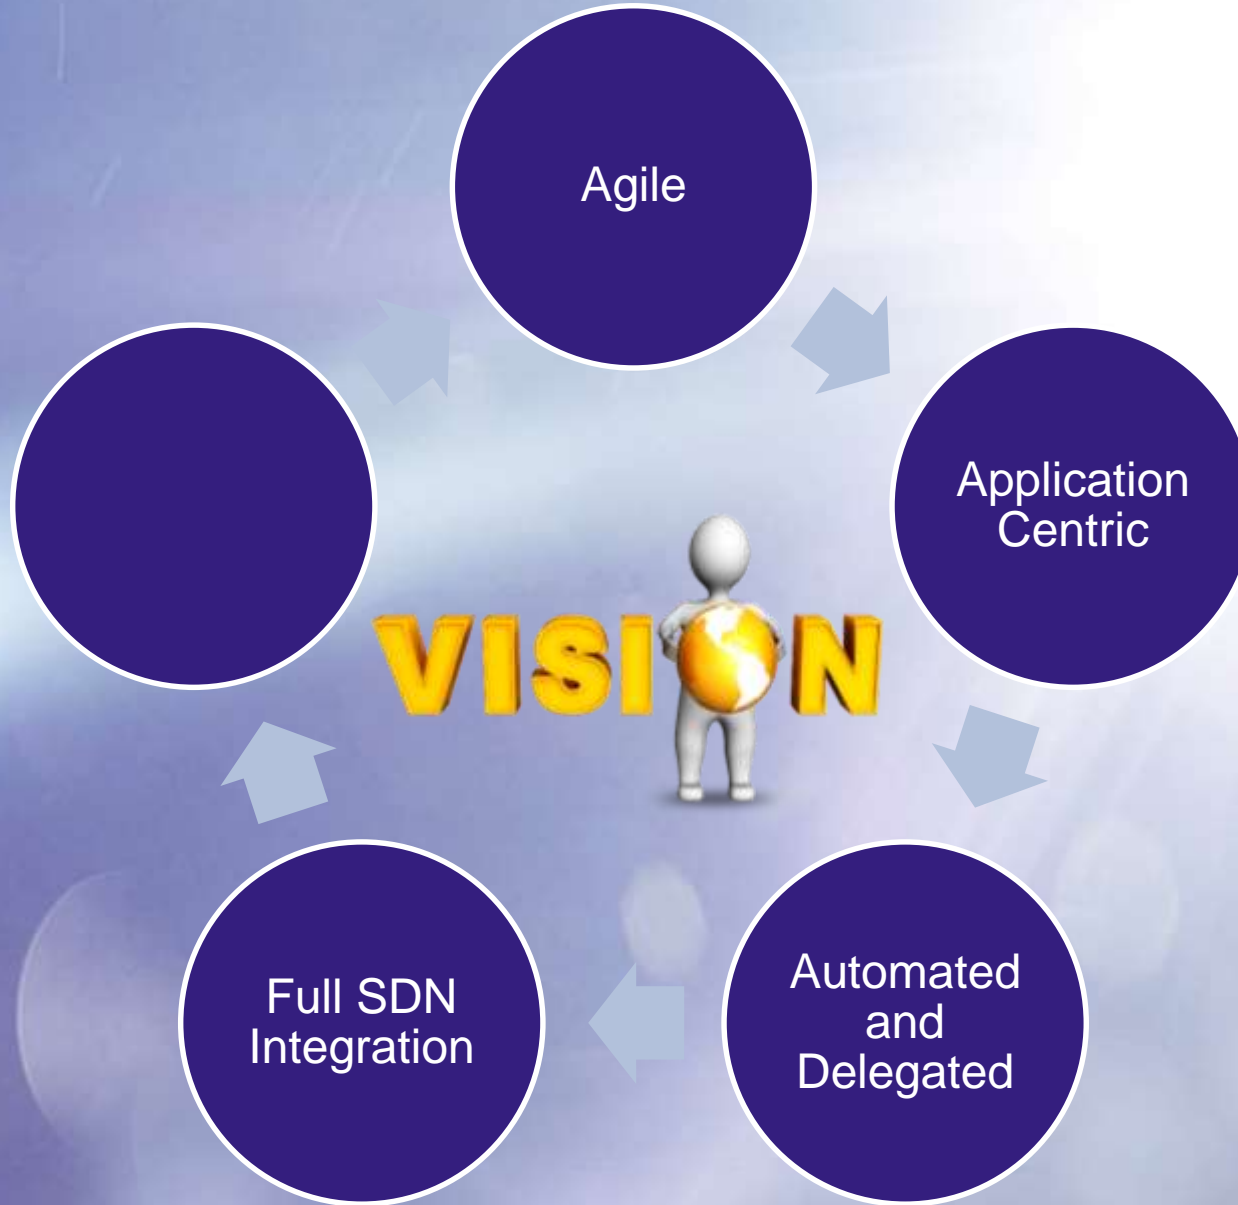 Agile
Application
Centric
VISION
Automated
and
Delegated
Full SDN
Integration